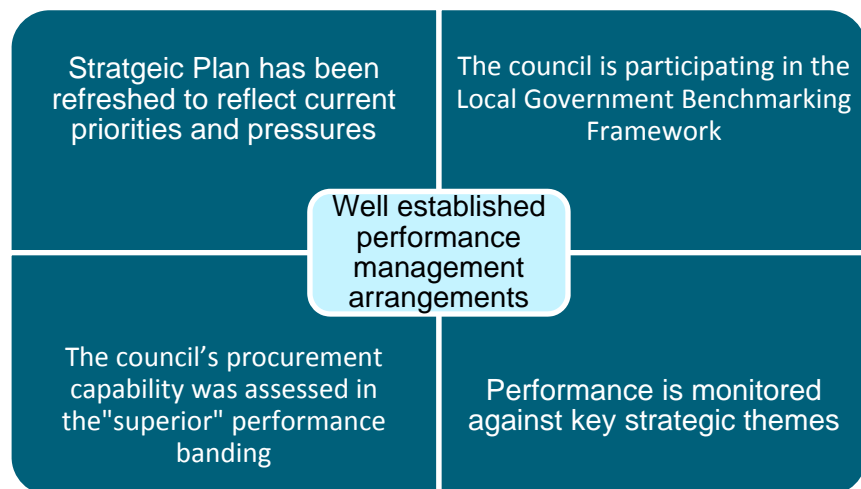 Stratgeic Plan has been
refreshed to reflect current
priorities and pressures
The council is participating in the
Local Government Benchmarking
Framework
Well established
performance
management
arrangements
The council’s procurement
capability was assessed in
the"superior" performance
banding
Performance is monitored
against key strategic themes